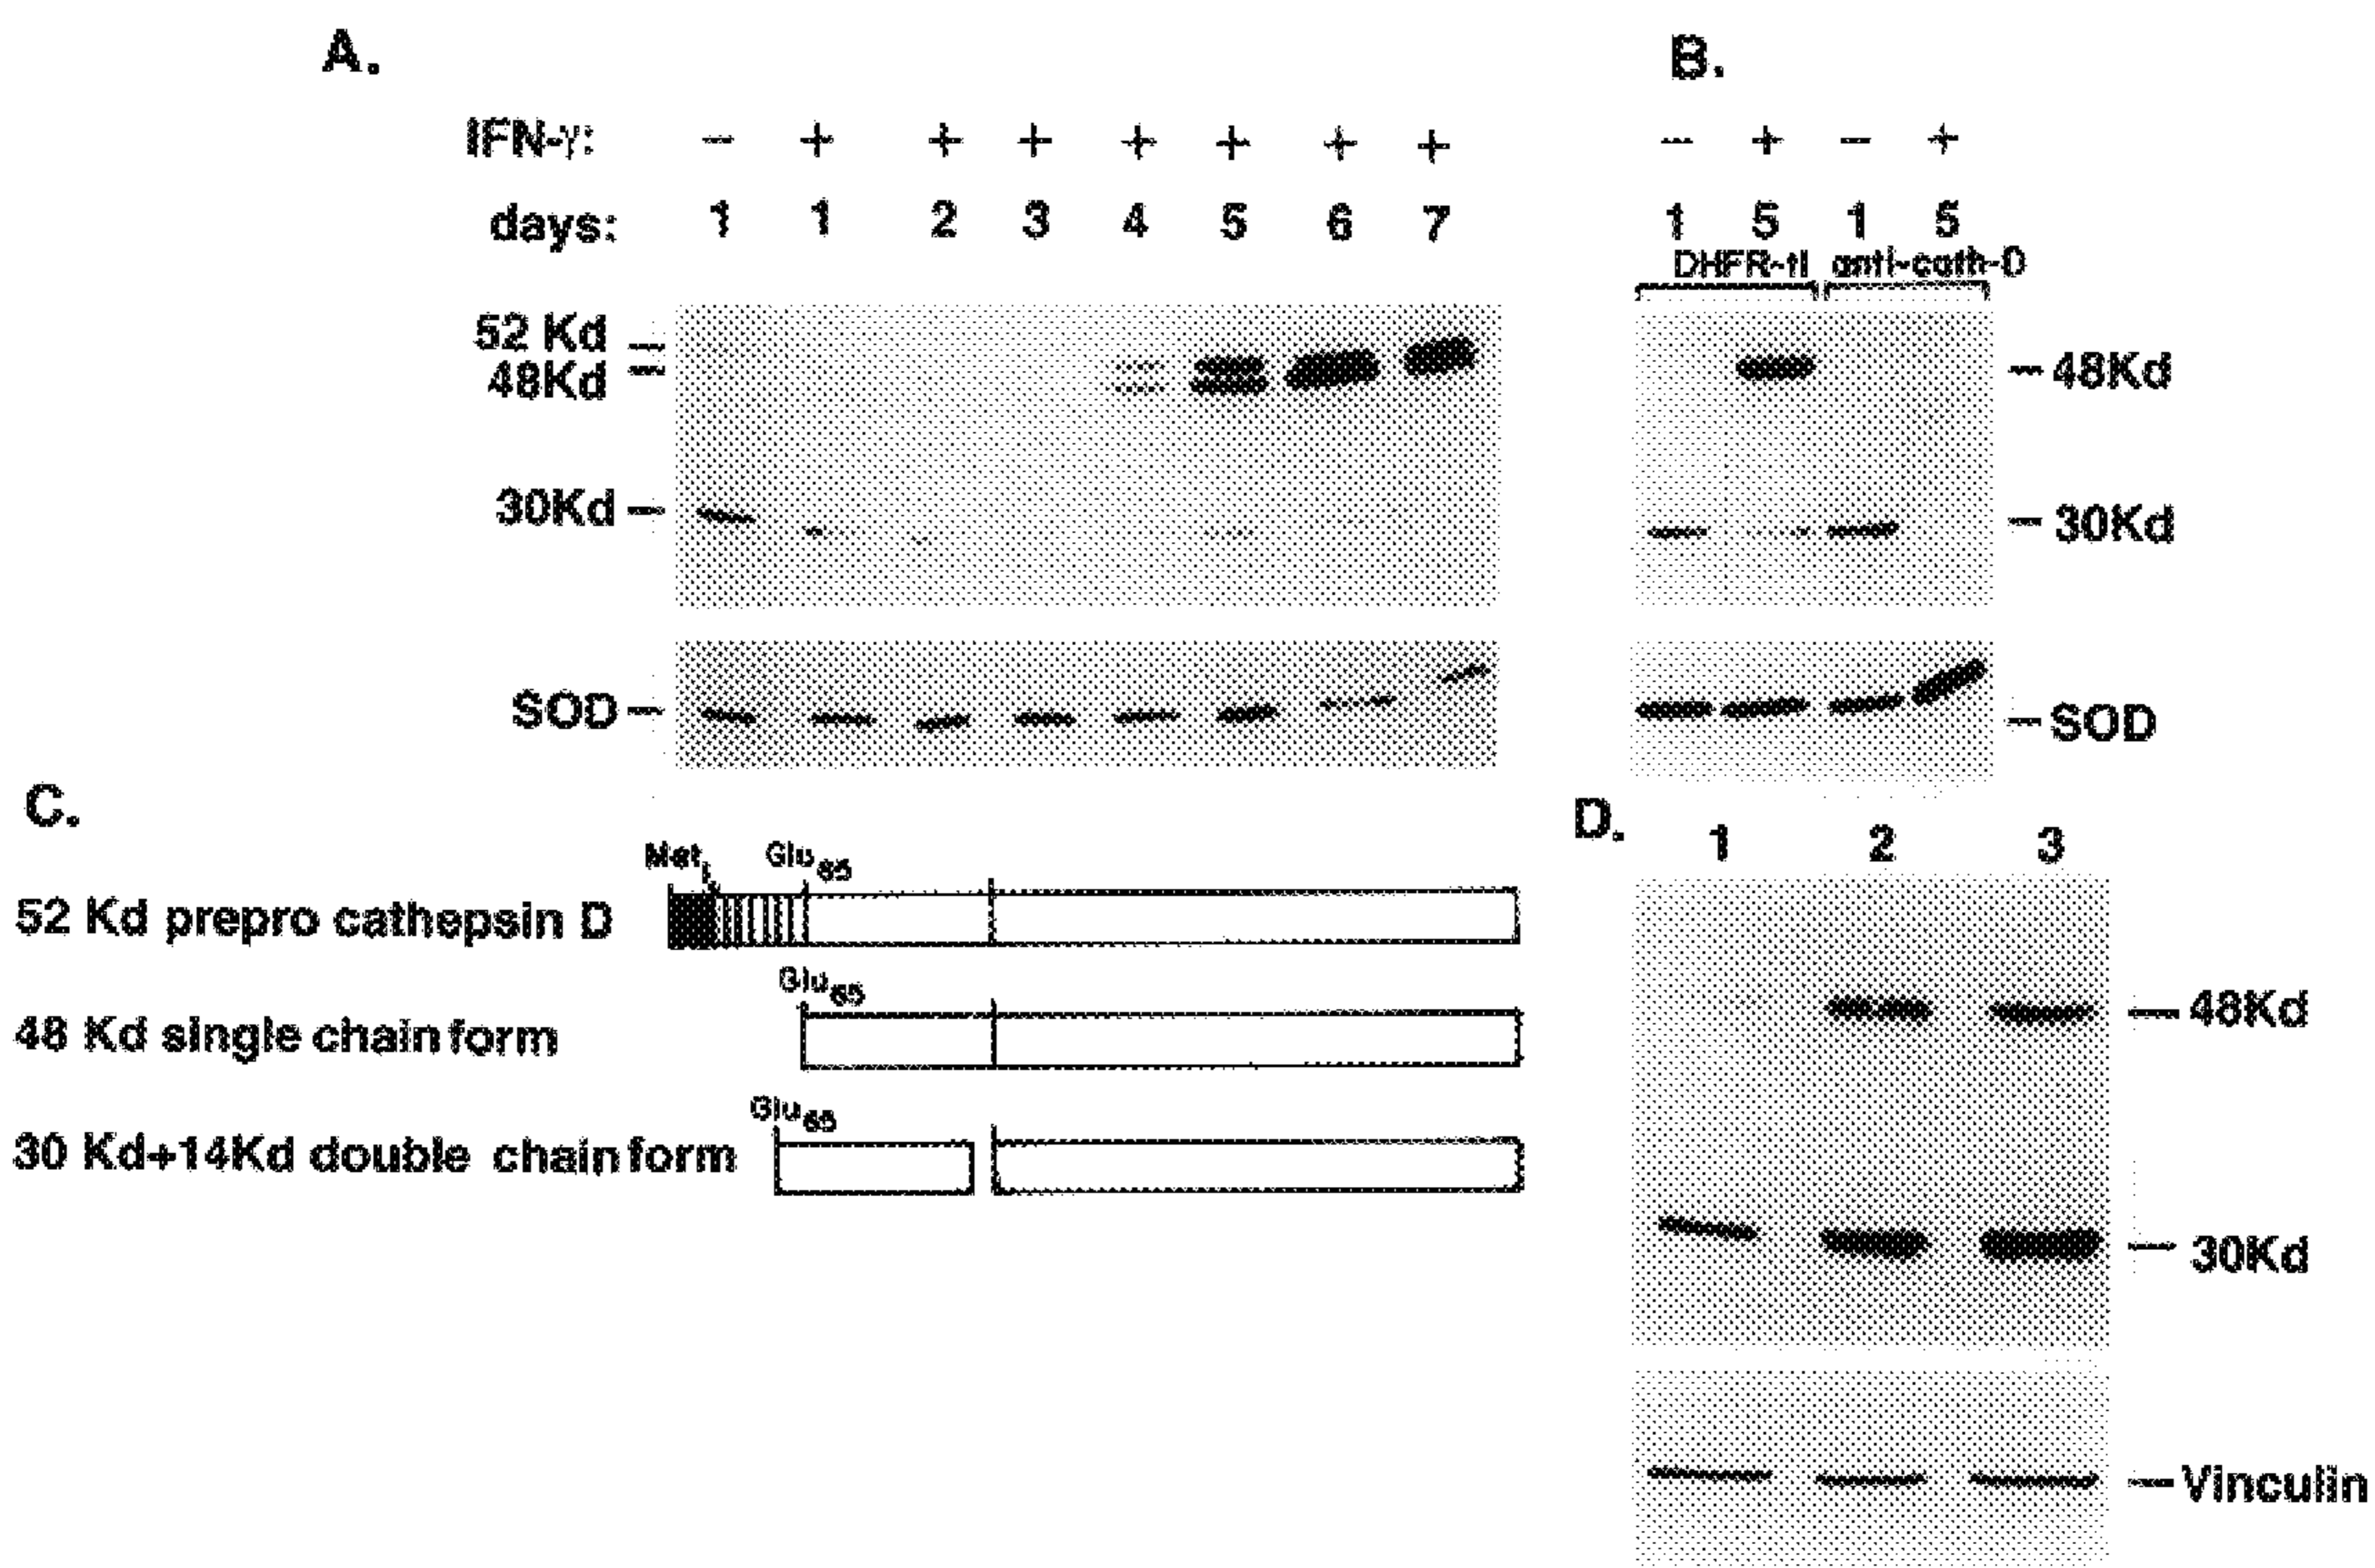 A.
IFN-γ: - + + + + + + +
days: 1 1 2 3 4 5 6 7
52 Kd
48Kd
30Kd
SOD
B.
- + - +
1 5 1 5
DHFR-tl anti-cath-D
48Kd
30Kd
SOD
C.
Met1 Glu65
52 Kd prepro cathepsin D
Glu65
48 Kd single chain form
Glu65
30 Kd+14Kd double chain form
D.
1 2 3
48Kd
30Kd
Vinculin